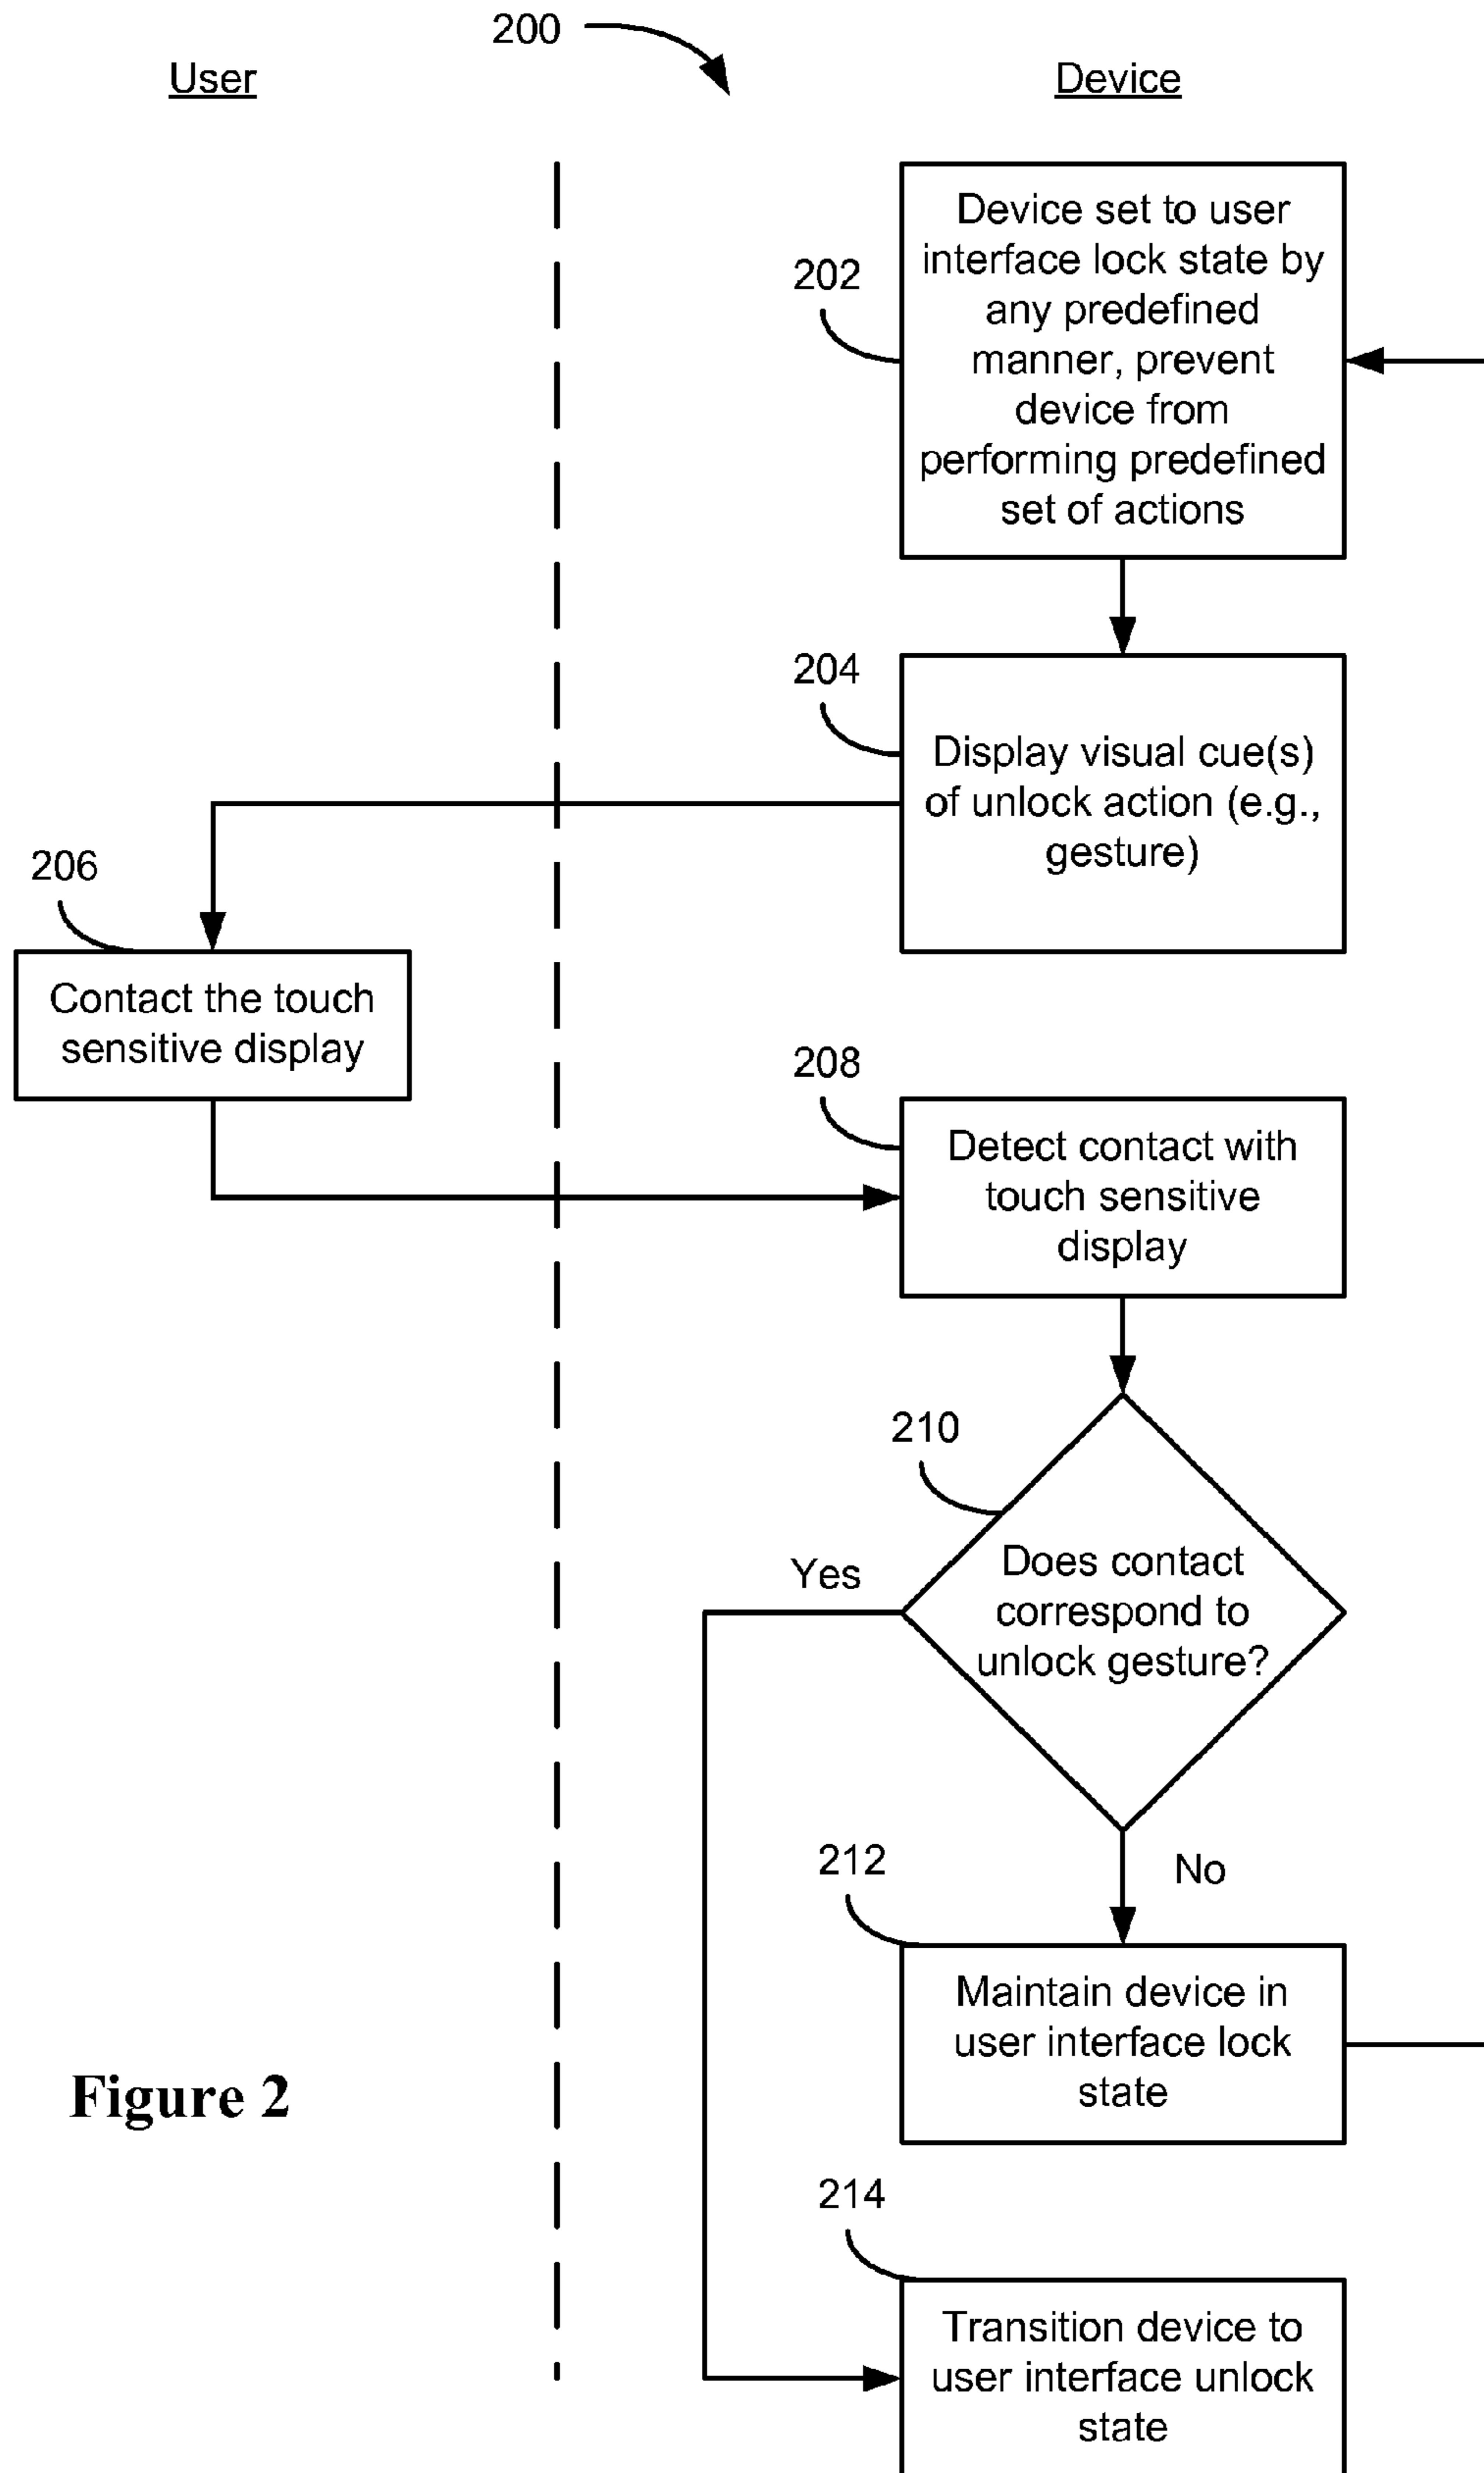 200
User
Device
202
Device set to user
interface lock state by
any predefined
manner, prevent
device from
performing predefined
set of actions
204
Display visual cue(s)
of unlock action (e.g.,
gesture)
206
Contact the touch
sensitive display
208
Detect contact with
touch sensitive
display
210
Does contact
correspond to
unlock gesture?
Yes
No
212
Maintain device in
user interface lock
state
Figure 2
214
Transition device to
user interface unlock
state